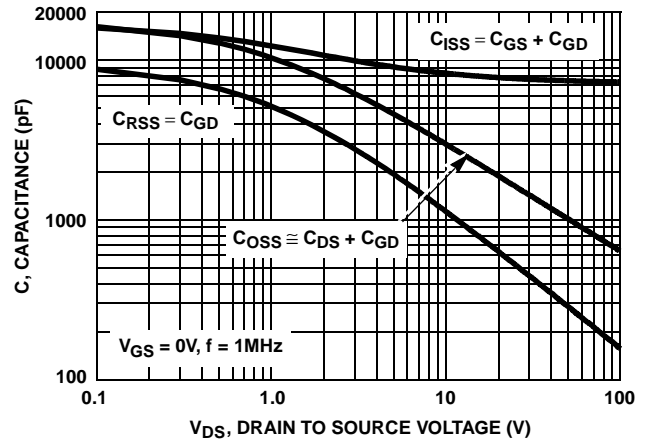 20000
10000
1000
100
C, CAPACITANCE (pF)
CISS = CGS + CGD
CRSS = CGD
COSS ≅ CDS + CGD
VGS = 0V, f = 1MHz
0.1
1.0
10
100
VDS, DRAIN TO SOURCE VOLTAGE (V)